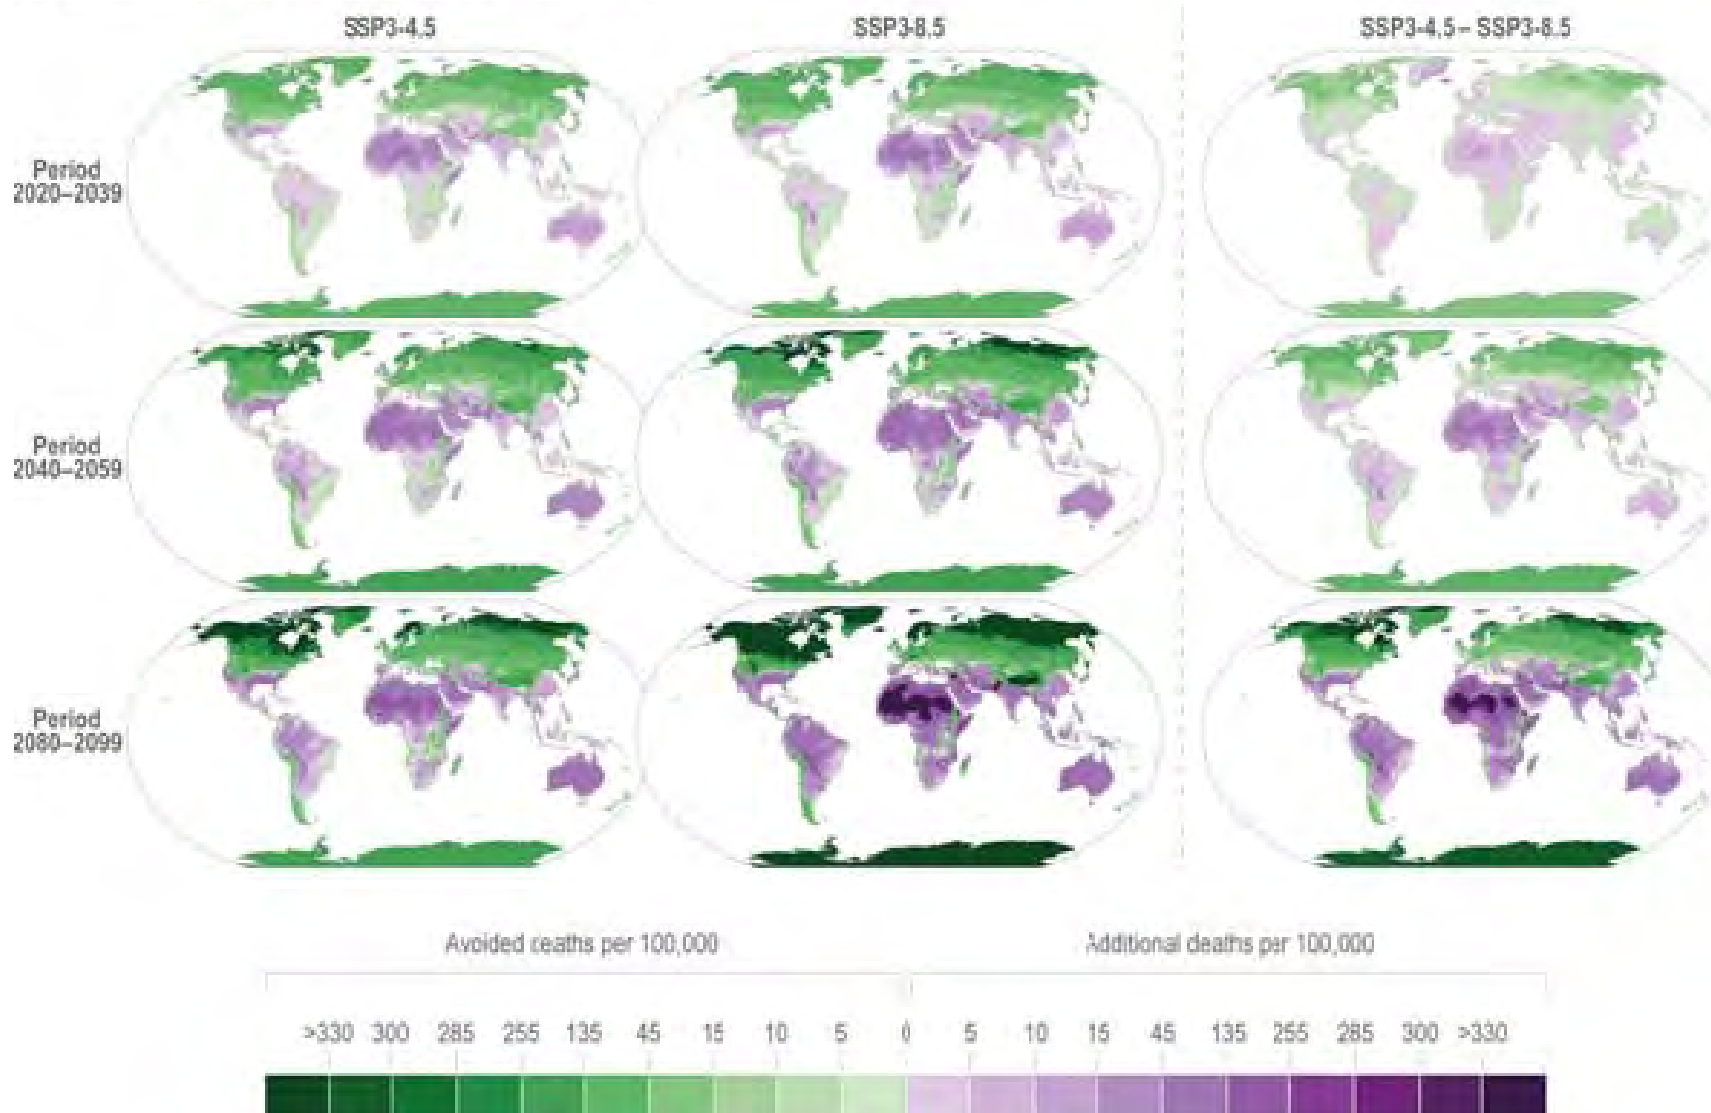 SSP3-4.5 SSP3-8.5 SSP3-4.5 – SSP3-8.5
Period
2020–2039
Period
2040–2059
Period
2080–2099
Avoided deaths per 100,000 Additional deaths per 100,000
>330 300 285 255 135 45 15 10 5 0 5 10 15 45 135 255 285 300 >330